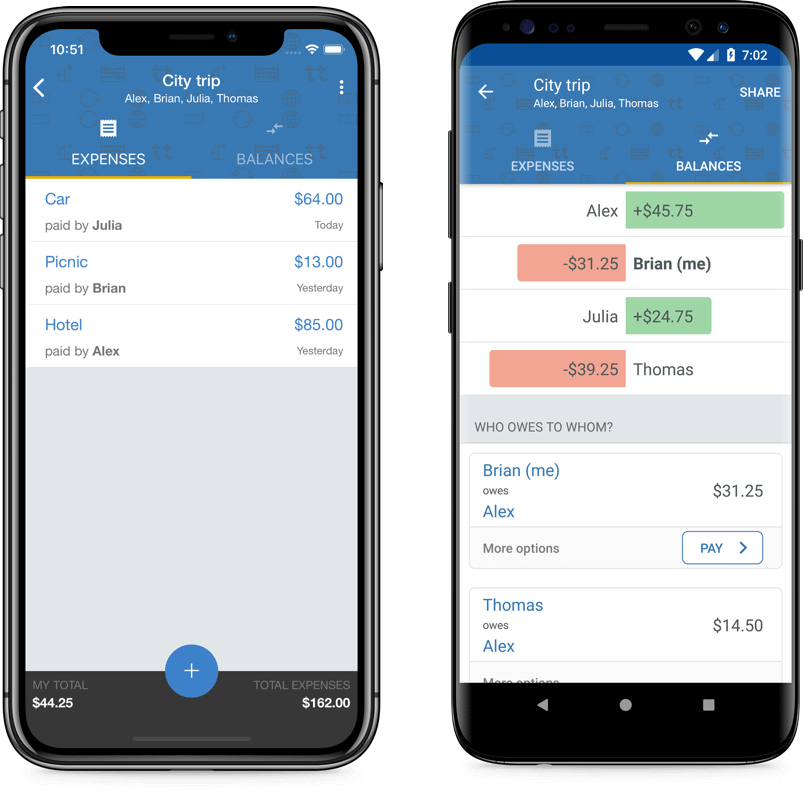 10:51
City trip
Alex, Brian, Julia, Thomas
EXPENSES BALANCES
Car $64.00
paid by Julia Today
Picnic $13.00
paid by Brian Yesterday
Hotel $85.00
paid by Alex Yesterday
+
MY TOTAL TOTAL EXPENSES
$44.25 $162.00
7:02
City trip
Alex, Brian, Julia, Thomas
SHARE
EXPENSES BALANCES
Alex +$45.75
-$31.25 Brian (me)
Julia +$24.75
-$39.25 Thomas
WHO OWES TO WHOM?
Brian (me)
owes $31.25
Alex
More options PAY
Thomas
owes $14.50
Alex
More options